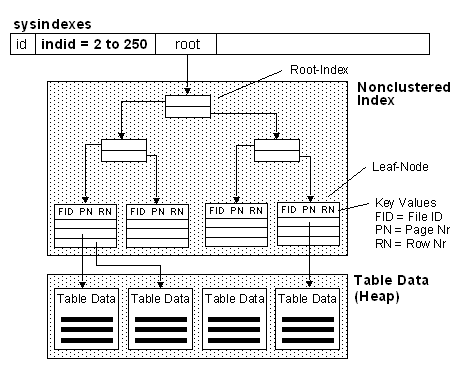 sysindexes
id indid = 2 to 250 root
Root-Index
Nonclustered
Index
Leaf-Node
FID PN RN FID PN RN FID PN RN FID PN RN
Key Values
FID = File ID
PN = Page Nr
RN = Row Nr
Table Data Table Data Table Data Table Data
Table Data
(Heap)